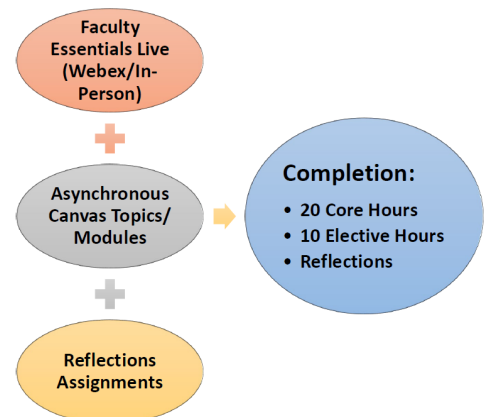 Faculty
Essentials Live
(Webex/In-
Person)
Asynchronous
Canvas Topics/
Modules
Reflections
Assignments
Completion:
• 20 Core Hours
• 10 Elective Hours
• Reflections